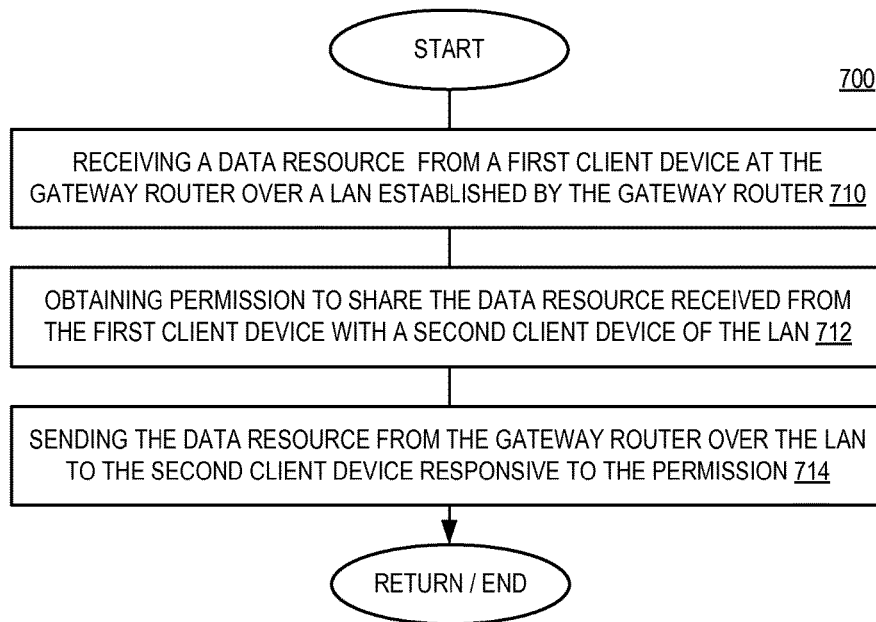 START
700
RECEIVING A DATA RESOURCE FROM A FIRST CLIENT DEVICE AT THE
GATEWAY ROUTER OVER A LAN ESTABLISHED BY THE GATEWAY ROUTER 710
OBTAINING PERMISSION TO SHARE THE DATA RESOURCE RECEIVED FROM
THE FIRST CLIENT DEVICE WITH A SECOND CLIENT DEVICE OF THE LAN 712
SENDING THE DATA RESOURCE FROM THE GATEWAY ROUTER OVER THE LAN
TO THE SECOND CLIENT DEVICE RESPONSIVE TO THE PERMISSION 714
RETURN / END